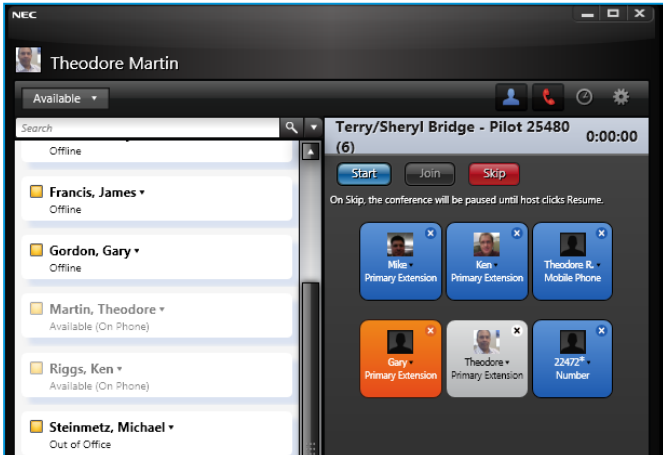 NEC
Theodore Martin
Available
Search
Offline
Francis, James
Offline
Gordon, Gary
Offline
Martin, Theodore
Available (On Phone)
Riggs, Ken
Available (On Phone)
Steinmetz, Michael
Out of Office
Terry/Sheryl Bridge - Pilot 25480
(6)
0:00:00
Start Join Skip
On Skip, the conference will be paused until host clicks Resume.
Mike
Primary Extension
Ken
Primary Extension
Theodore R.
Mobile Phone
Gary
Primary Extension
Theodore
Primary Extension
22472*
Number